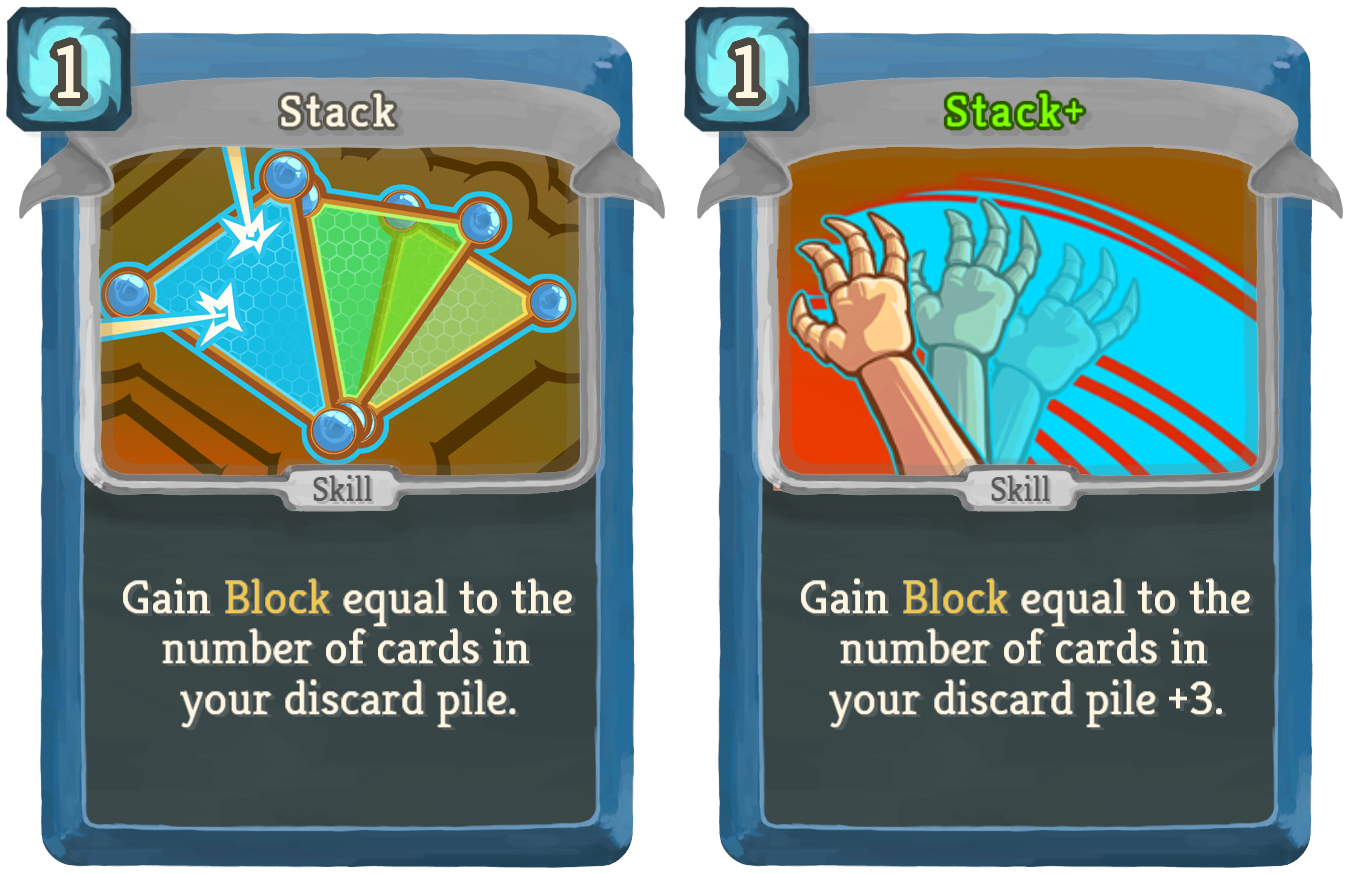 1
Stack
Skill
Gain Block equal to the
number of cards in
your discard pile.
1
Stack+
Skill
Gain Block equal to the
number of cards in
your discard pile +3.